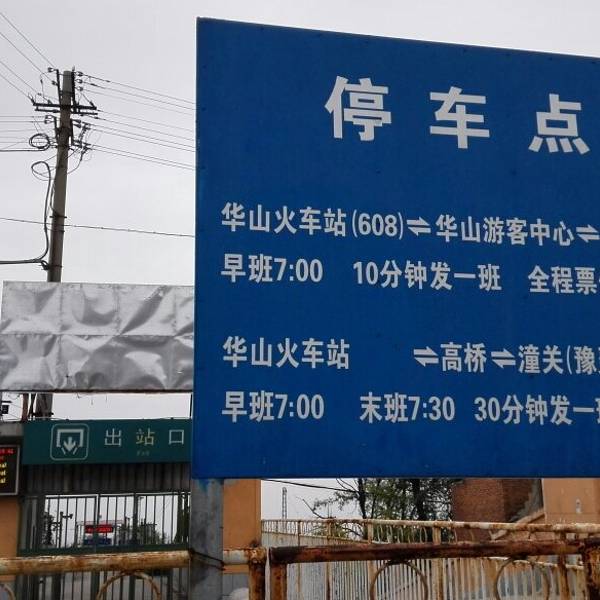 停车点
华山火车站(608)⇌华山游客中心⇌
早班7:00 10分钟发一班 全程票
华山火车站 ⇌高桥⇌潼关(豫
早班7:00 末班7:30 30分钟发一班
出站口
Exit